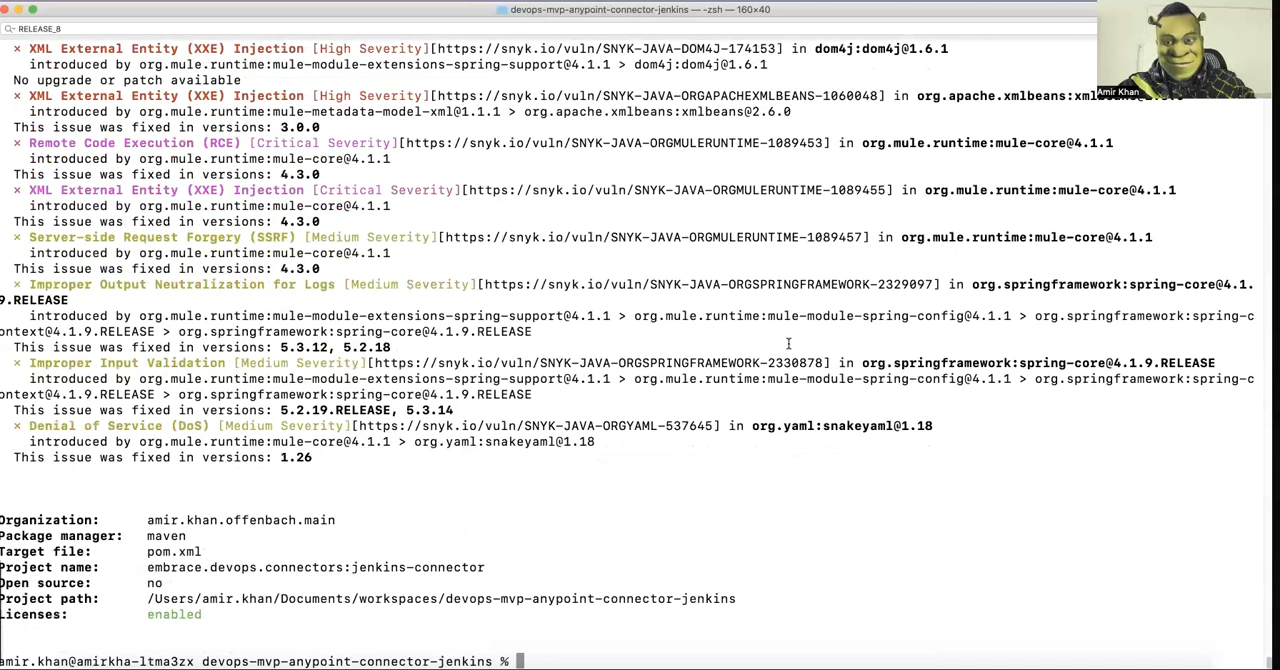 devops-mvp-anypoint-connector-jenkins — -zsh — 160×40
RELEASE_8
× XML External Entity (XXE) Injection [High Severity][https://snyk.io/vuln/SNYK-JAVA-DOM4J-174153] in dom4j:dom4j@1.6.1
introduced by org.mule.runtime:mule-module-extensions-spring-support@4.1.1 > dom4j:dom4j@1.6.1
No upgrade or patch available
× XML External Entity (XXE) Injection [High Severity][https://snyk.io/vuln/SNYK-JAVA-ORGAPACHEXMLBEANS-1060048] in org.apache.xmlbeans:
introduced by org.mule.runtime:mule-metadata-model-xml@1.1.1 > org.apache.xmlbeans:xmlbeans@2.6.0
This issue was fixed in versions: 3.0.0
× Remote Code Execution (RCE) [Critical Severity][https://snyk.io/vuln/SNYK-JAVA-ORGMULERUNTIME-1089453] in org.mule.runtime:mule-core@4.1.1
introduced by org.mule.runtime:mule-core@4.1.1
This issue was fixed in versions: 4.3.0
× XML External Entity (XXE) Injection [Critical Severity][https://snyk.io/vuln/SNYK-JAVA-ORGMULERUNTIME-1089455] in org.mule.runtime:mule-core@4.1.1
introduced by org.mule.runtime:mule-core@4.1.1
This issue was fixed in versions: 4.3.0
× Server-side Request Forgery (SSRF) [Medium Severity][https://snyk.io/vuln/SNYK-JAVA-ORGMULERUNTIME-1089457] in org.mule.runtime:mule-core@4.1.1
introduced by org.mule.runtime:mule-core@4.1.1
This issue was fixed in versions: 4.3.0
× Improper Output Neutralization for Logs [Medium Severity][https://snyk.io/vuln/SNYK-JAVA-ORGSPRINGFRAMEWORK-2329097] in org.springframework:spring-core@4.1.
9.RELEASE
introduced by org.mule.runtime:mule-module-extensions-spring-support@4.1.1 > org.mule.runtime:mule-module-spring-config@4.1.1 > org.springframework:spring-c
ontext@4.1.9.RELEASE > org.springframework:spring-core@4.1.9.RELEASE
This issue was fixed in versions: 5.3.12, 5.2.18
× Improper Input Validation [Medium Severity][https://snyk.io/vuln/SNYK-JAVA-ORGSPRINGFRAMEWORK-2330878] in org.springframework:spring-core@4.1.9.RELEASE
introduced by org.mule.runtime:mule-module-extensions-spring-support@4.1.1 > org.mule.runtime:mule-module-spring-config@4.1.1 > org.springframework:spring-c
ontext@4.1.9.RELEASE > org.springframework:spring-core@4.1.9.RELEASE
This issue was fixed in versions: 5.2.19.RELEASE, 5.3.14
× Denial of Service (DoS) [Medium Severity][https://snyk.io/vuln/SNYK-JAVA-ORGYAML-537645] in org.yaml:snakeyaml@1.18
introduced by org.mule.runtime:mule-core@4.1.1 > org.yaml:snakeyaml@1.18
This issue was fixed in versions: 1.26
Organization: amir.khan.offenbach.main
Package manager: maven
Target file: pom.xml
Project name: embrace.devops.connectors:jenkins-connector
Open source: no
Project path: /Users/amir.khan/Documents/workspaces/devops-mvp-anypoint-connector-jenkins
Licenses: enabled
amir.khan@amirkha-ltma3zx devops-mvp-anypoint-connector-jenkins %
Amir Khan